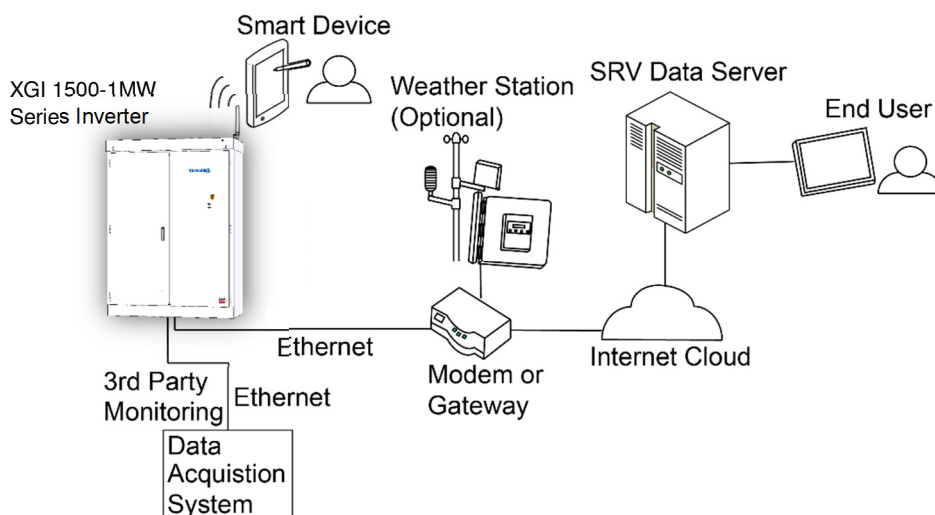 Smart Device
XGI 1500-1MW
Series Inverter
Weather Station
(Optional)
SRV Data Server
End User
Ethernet
Modem or
Gateway
Internet Cloud
3rd Party
Monitoring
Ethernet
Data
Acquistion
System